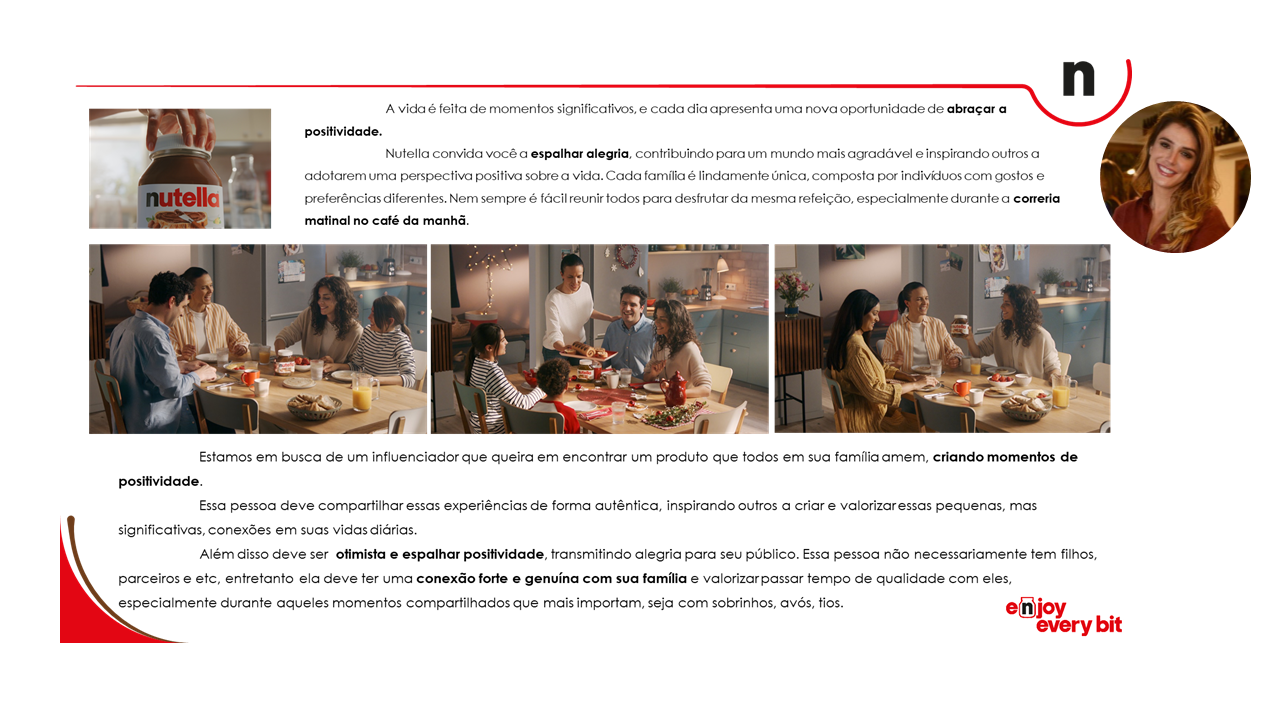 n
A vida é feita de momentos significativos, e cada dia apresenta uma nova oportunidade de abraçar a
positividade.
Nutella convida você a espalhar alegria, contribuindo para um mundo mais agradável e inspirando outros a
adotarem uma perspectiva positiva sobre a vida. Cada família é lindamente única, composta por indivíduos com gostos e
preferências diferentes. Nem sempre é fácil reunir todos para desfrutar da mesma refeição, especialmente durante a correria
matinal no café da manhã.
nutella
Estamos em busca de um influenciador que queira em encontrar um produto que todos em sua família amem, criando momentos de
positividade.
Essa pessoa deve compartilhar essas experiências de forma autêntica, inspirando outros a criar e valorizar essas pequenas, mas
significativas, conexões em suas vidas diárias.
Além disso deve ser otimista e espalhar positividade, transmitindo alegria para seu público. Essa pessoa não necessariamente tem filhos,
parceiros e etc, entretanto ela deve ter uma conexão forte e genuína com sua família e valorizar passar tempo de qualidade com eles,
especialmente durante aqueles momentos compartilhados que mais importam, seja com sobrinhos, avós, tios.
enjoy
every bit